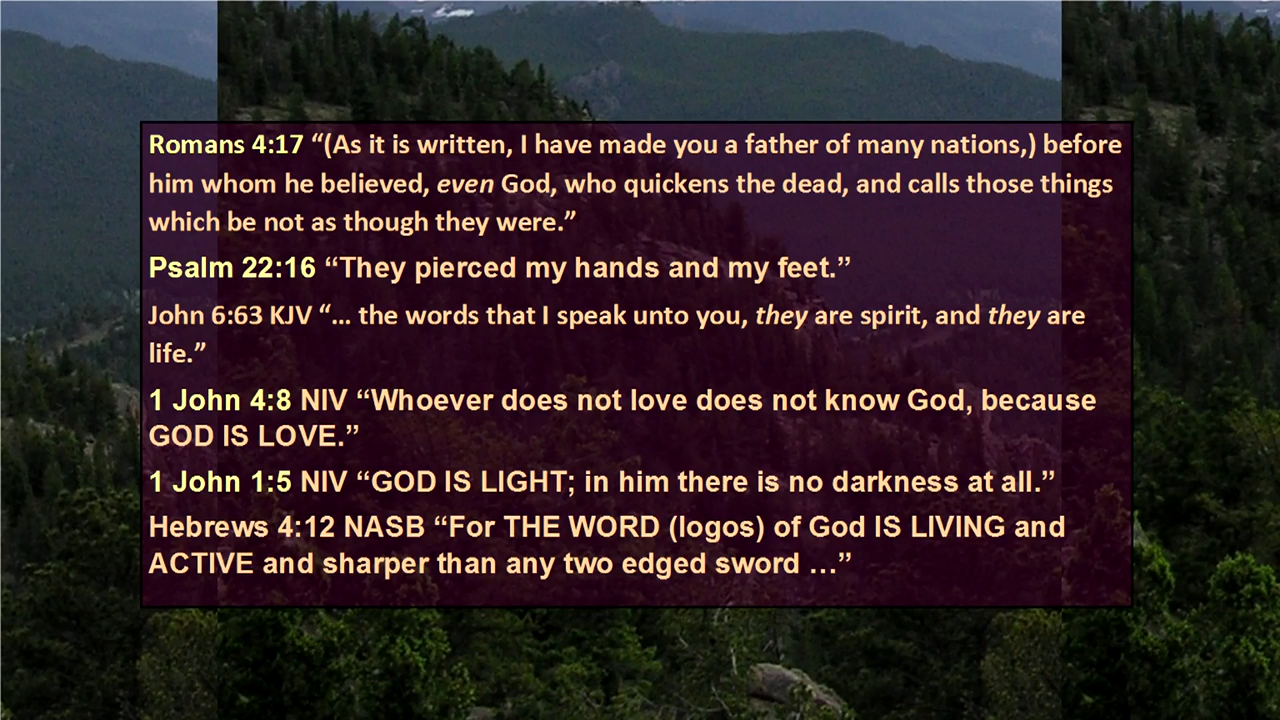 Romans 4:17 “(As it is written, I have made you a father of many nations,) before
him whom he believed, even God, who quickens the dead, and calls those things
which be not as though they were.”
Psalm 22:16 “They pierced my hands and my feet.”
John 6:63 KJV “... the words that I speak unto you, they are spirit, and they are
life.”
1 John 4:8 NIV “Whoever does not love does not know God, because
GOD IS LOVE.”
1 John 1:5 NIV “GOD IS LIGHT; in him there is no darkness at all.”
Hebrews 4:12 NASB “For THE WORD (logos) of God IS LIVING and
ACTIVE and sharper than any two edged sword …”